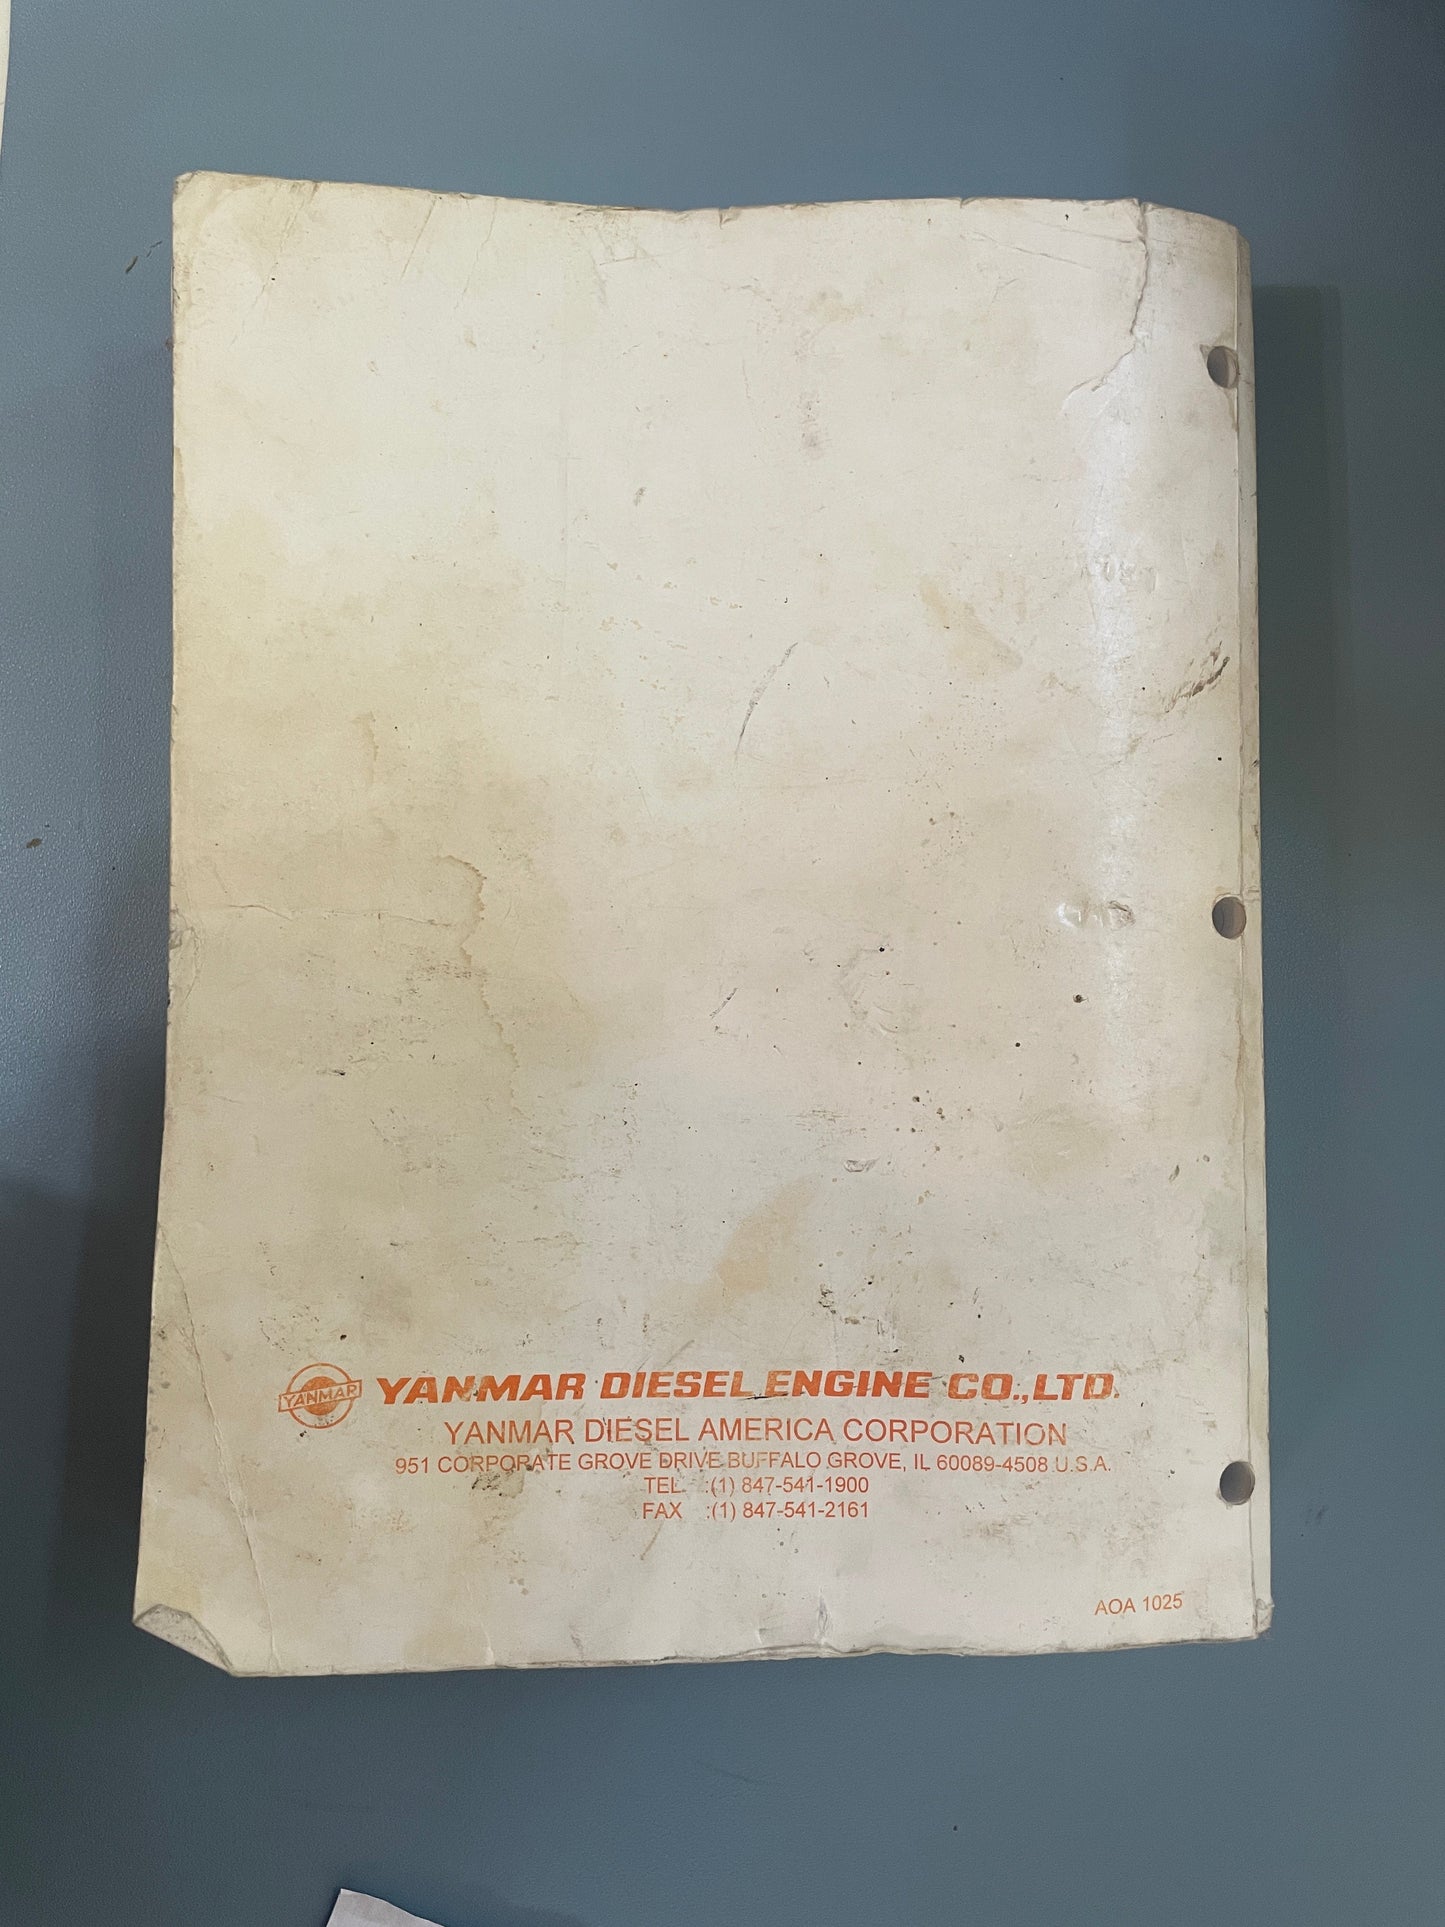 YANMAR YANMAR DIESEL ENGINE CO.,LTD.
YANMAR DIESEL AMERICA CORPORATION
951 CORPORATE GROVE DRIVE BUFFALO GROVE, IL 60089-4508 U.S.A.
TEL :(1) 847-541-1900
FAX :(1) 847-541-2161
AOA 1025